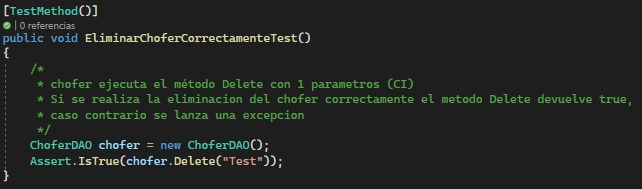 [TestMethod()]
| 0 referencias
public void EliminarChoferCorrectamenteTest()
{
/*
* chofer ejecuta el método Delete con 1 parametros (CI)
* Si se realiza la eliminacion del chofer correctamente el metodo Delete devuelve true,
* caso contrario se lanza una excepcion
*/
ChoferDAO chofer = new ChoferDAO();
Assert.IsTrue(chofer.Delete("Test"));
}